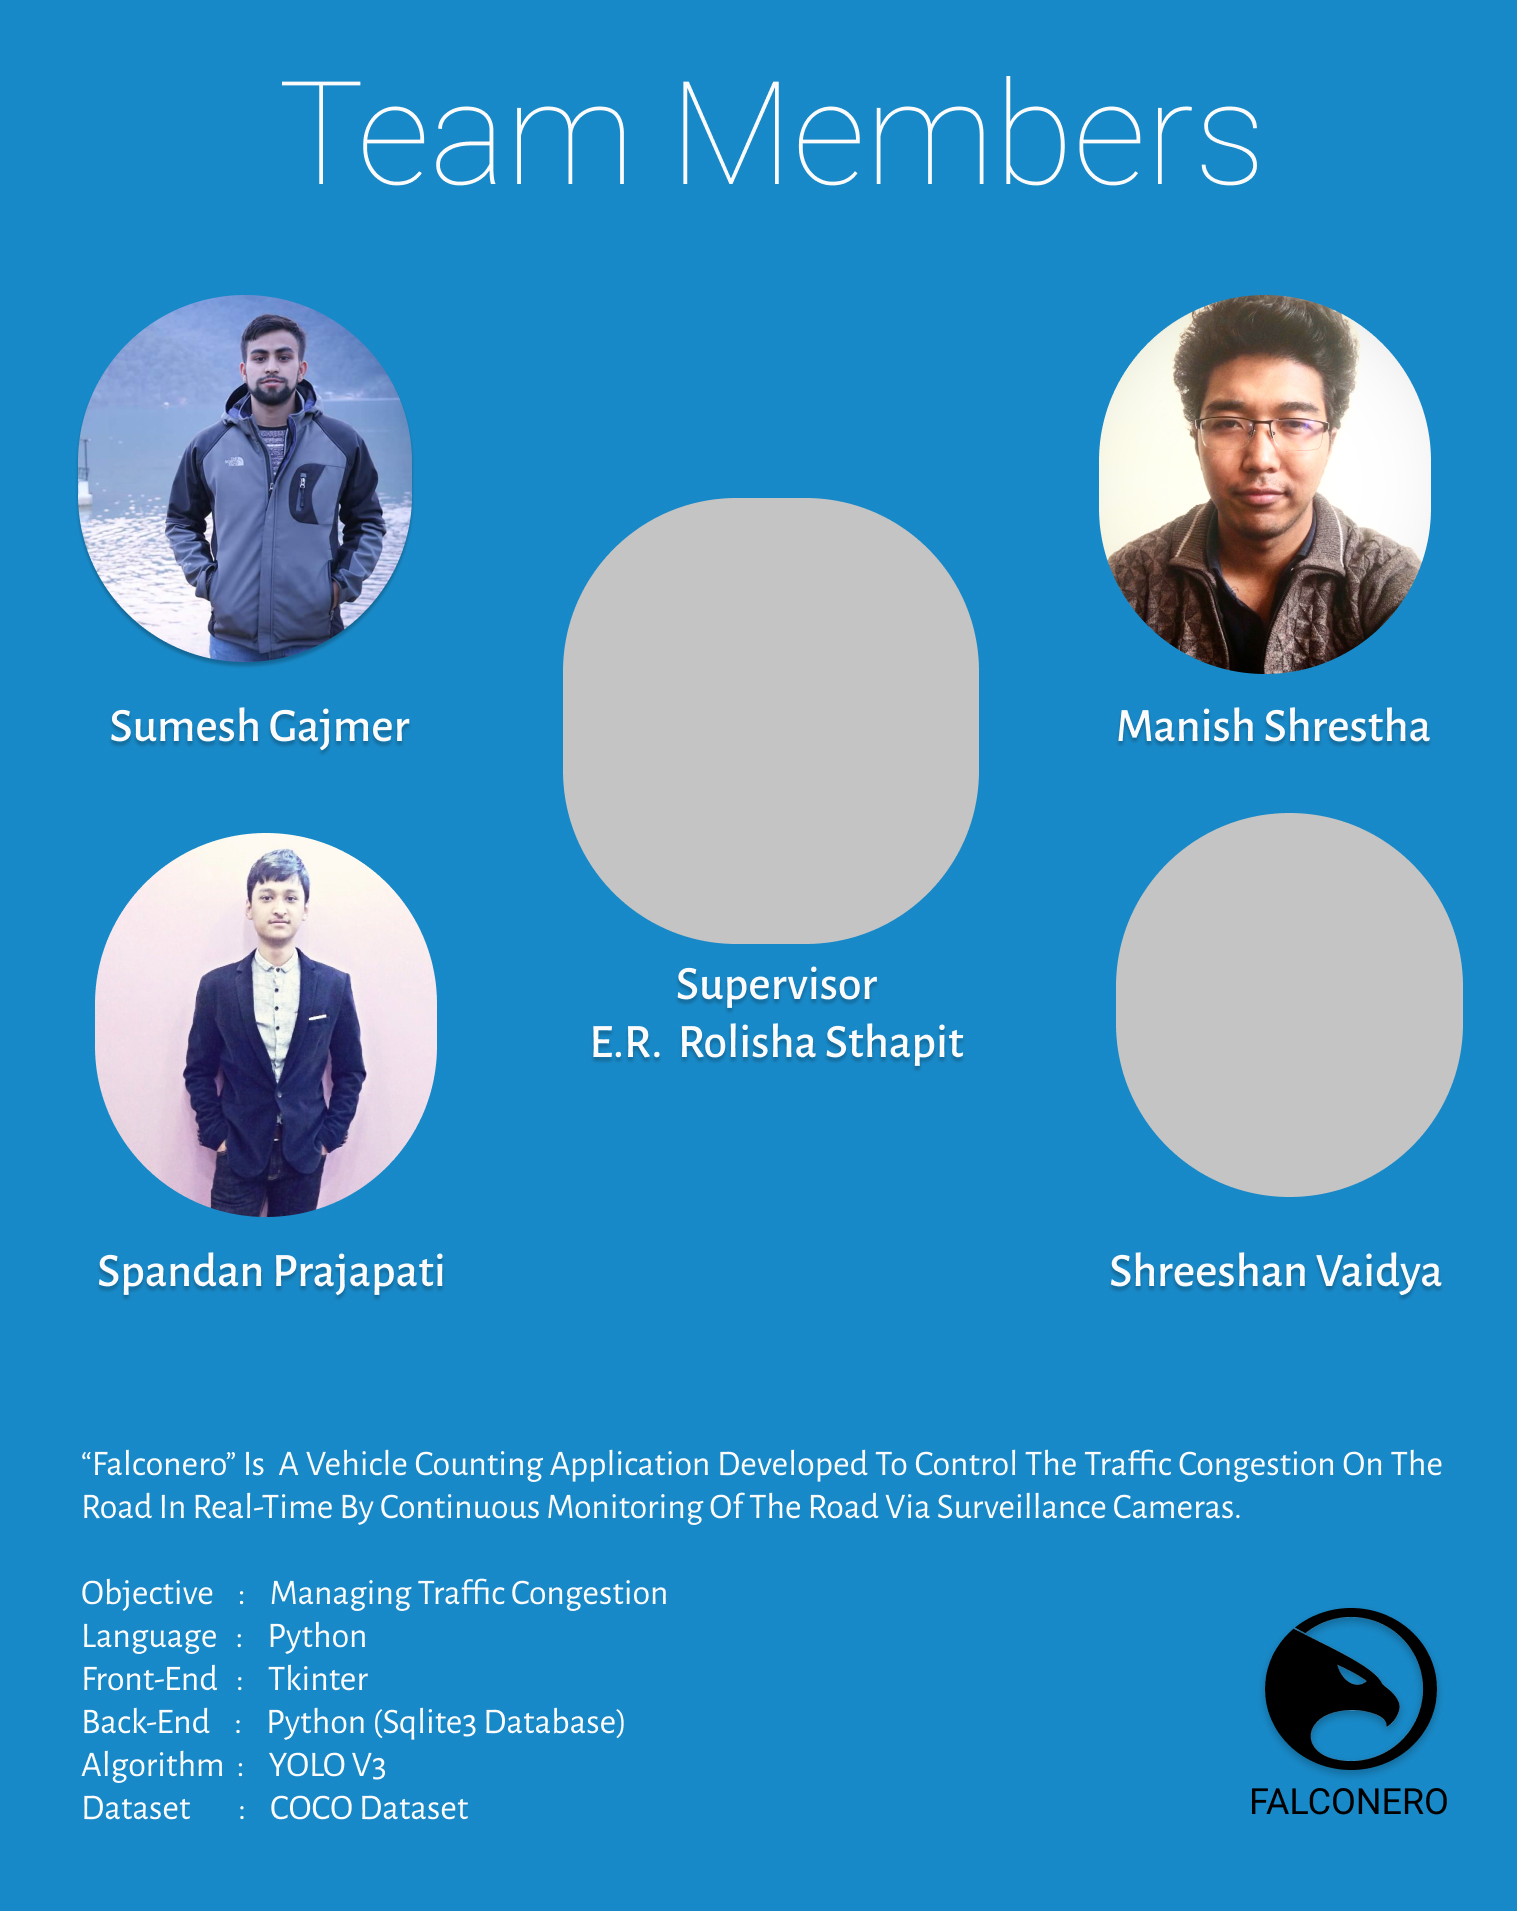 Team Members
Sumesh Gajmer
Manish Shrestha
Supervisor
E.R. Rolisha Sthapit
Spandan Prajapati
Shreeshan Vaidya
“Falconero” Is A Vehicle Counting Application Developed To Control The Traffic Congestion On The
Road In Real-Time By Continuous Monitoring Of The Road Via Surveillance Cameras.
Objective : Managing Traffic Congestion
Language : Python
Front-End : Tkinter
Back-End : Python (Sqlite3 Database)
Algorithm : YOLO V3
Dataset : COCO Dataset
FALCONERO